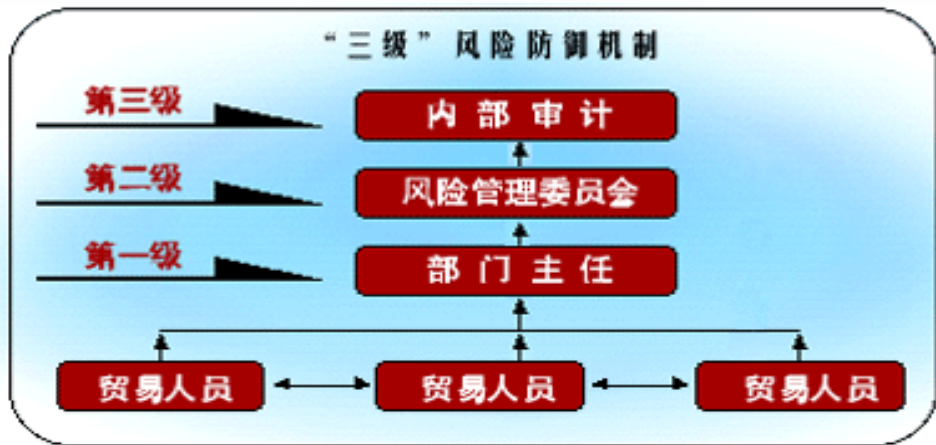 “三级”风险防御机制
第三级
内部审计
第二级
风险管理委员会
第一级
部门主任
贸易人员
贸易人员
贸易人员